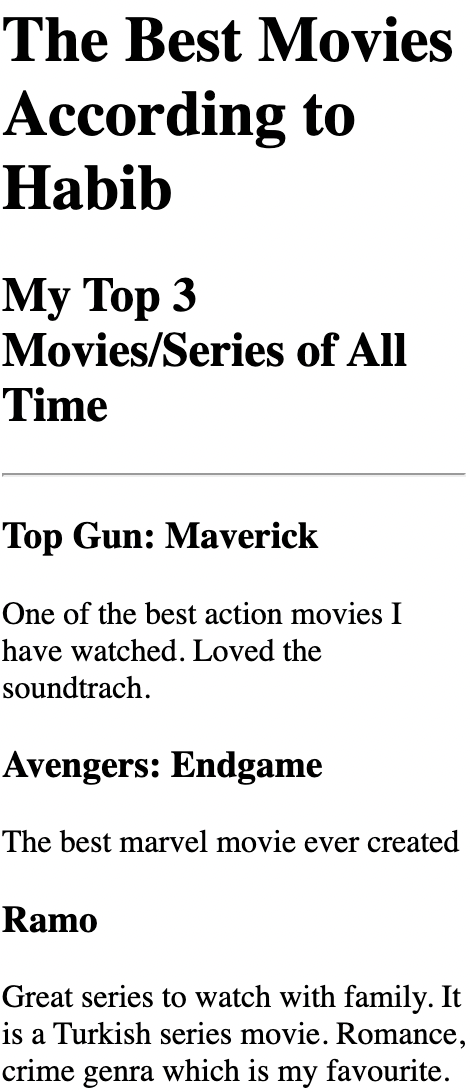 The Best Movies
According to
Habib
My Top 3
Movies/Series of All
Time
Top Gun: Maverick
One of the best action movies I
have watched. Loved the
soundtrach.
Avengers: Endgame
The best marvel movie ever created
Ramo
Great series to watch with family. It
is a Turkish series movie. Romance,
crime genra which is my favourite.